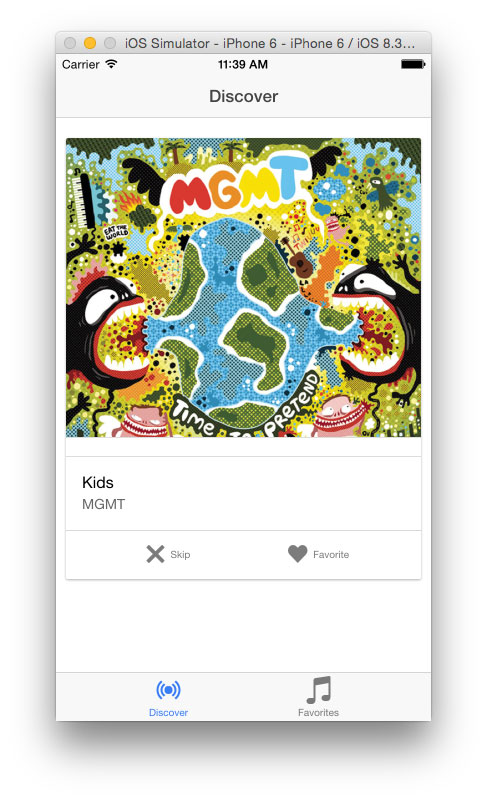 iOS Simulator - iPhone 6 - iPhone 6 / iOS 8.3...
Carrier 11:39 AM
Discover
MGMT
EAT THE
WORLD
TIME TO PRETEND
Kids
MGMT
Skip Favorite
Discover Favorites